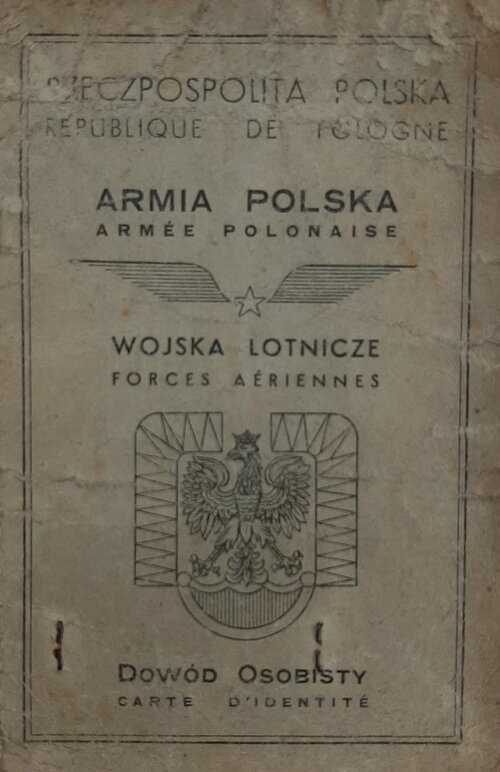 RZECZPOSPOLITA POLSKA
REPUBLIQUE DE POLOGNE
ARMIA POLSKA
ARMÉE POLONAISE
WOJSKA LOTNICZE
FORCES AÉRIENNES
DOWÓD OSOBISTY
CARTE D'IDENTITÉ